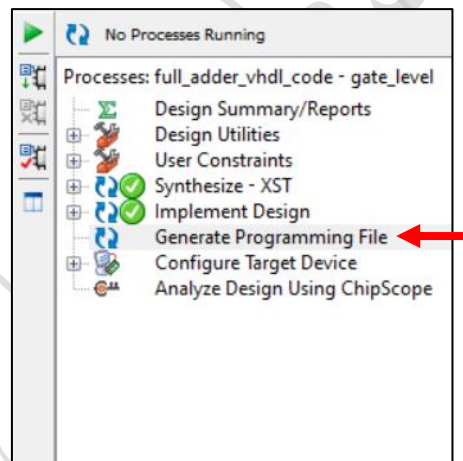 No Processes Running
Processes: full_adder_vhdl_code - gate_level
Design Summary/Reports
Design Utilities
User Constraints
Synthesize - XST
Implement Design
Generate Programming File
Configure Target Device
Analyze Design Using ChipScope